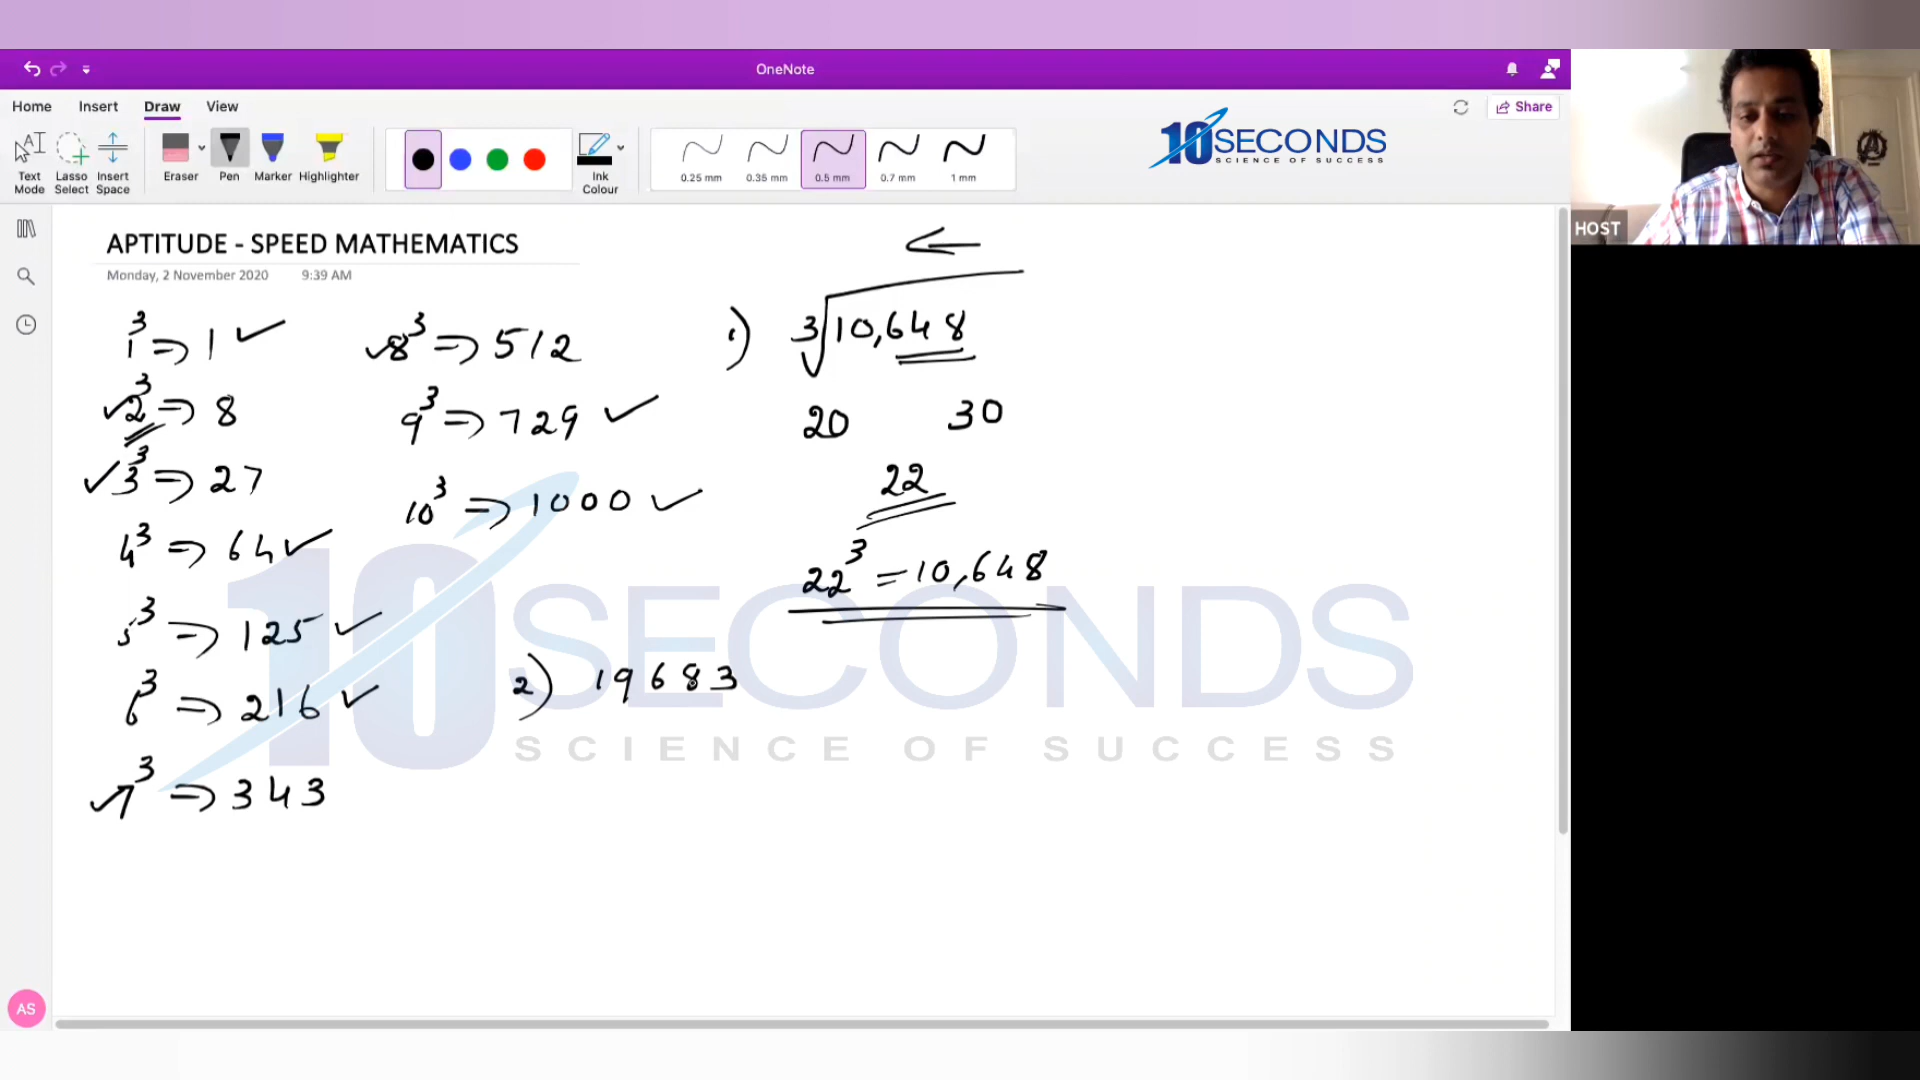 OneNote
Home Insert Draw View
Share
Text Mode
Lasso Select
Insert Space
Eraser
Pen
Marker
Highlighter
Ink Colour
0.25 mm
0.35 mm
0.5 mm
0.7 mm
1 mm
10SECONDS
SCIENCE OF SUCCESS
HOST
APTITUDE - SPEED MATHEMATICS
Monday, 2 November 2020 9:39 AM
1³ => 1 ✓
✓2³ => 8
✓3³ => 27
4³ => 64 ✓
5³ => 125 ✓
6³ => 216 ✓
✓7³ => 343
✓8³ => 512
9³ => 729 ✓
10³ => 1000 ✓
←
1) ³√10,648
20 30
22
22³ = 10,648
2) 19683
10SECONDS
SCIENCE OF SUCCESS
AS